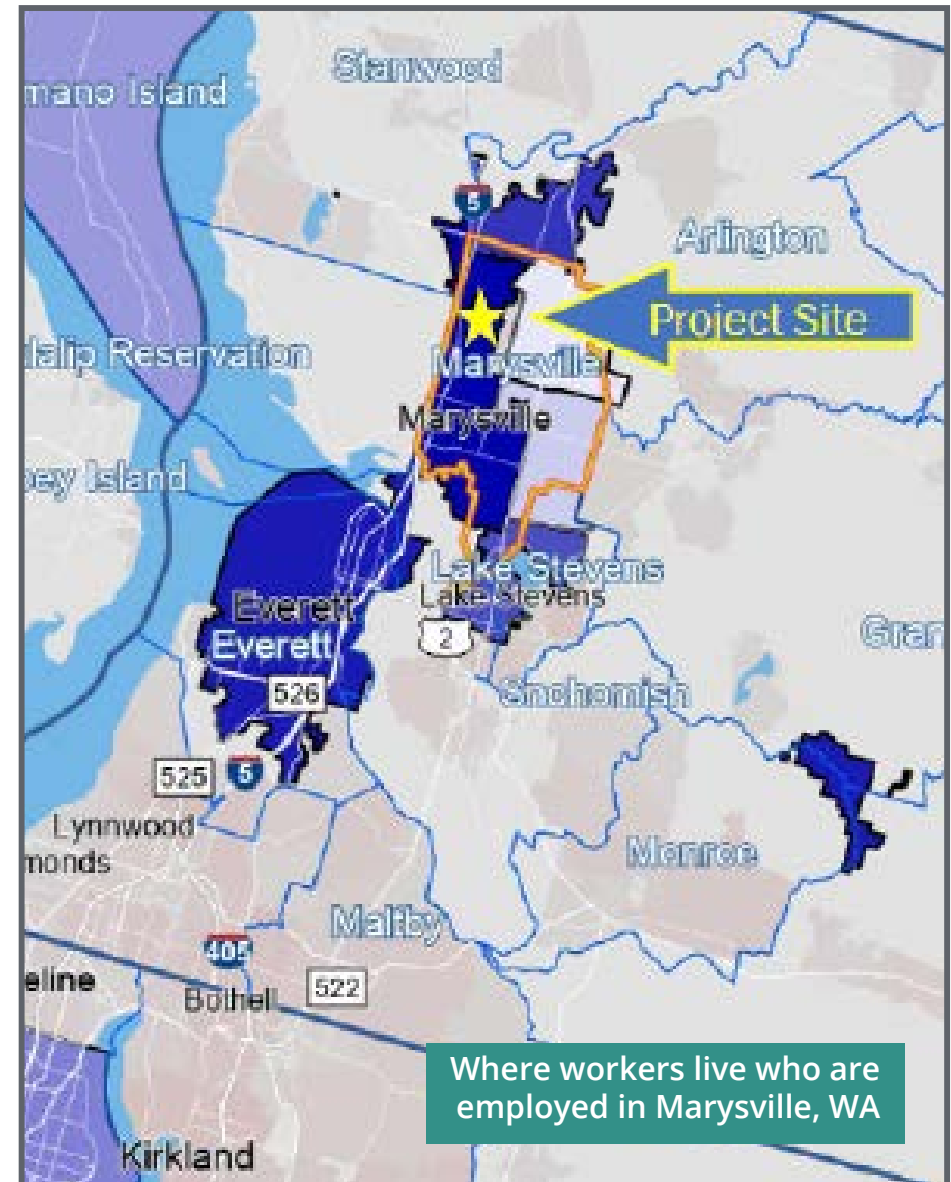 Stanwood
mano Island
5
Arlington
Project Site
lalip Reservation
Marysville
Marysville
ey Island
Lake Stevens
Lake Stevens
Everett
Everett
2
Gran
526
Snohomish
525
5
Lynnwood
monds
Monroe
Maltby
405
eline
522
Bothell
Where workers live who are
employed in Marysville, WA
Kirkland